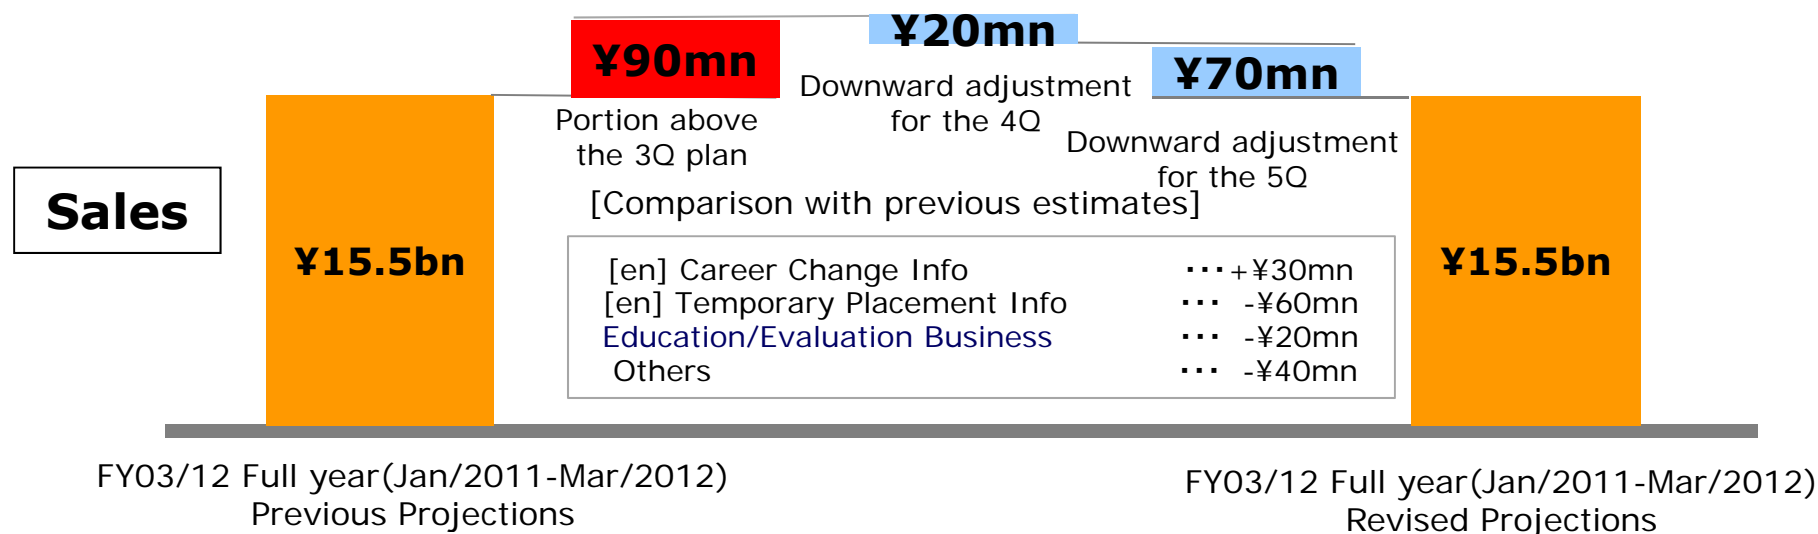 Sales
¥15.5bn
¥90mn
Portion above
the 3Q plan
¥20mn
Downward adjustment
for the 4Q
¥70mn
Downward adjustment
for the 5Q
[Comparison with previous estimates]
[en] Career Change Info ･･･+¥30mn
[en] Temporary Placement Info ･･･ -¥60mn
Education/Evaluation Business ･･･ -¥20mn
Others ･･･ -¥40mn
¥15.5bn
FY03/12 Full year(Jan/2011-Mar/2012)
Previous Projections
FY03/12 Full year(Jan/2011-Mar/2012)
Revised Projections